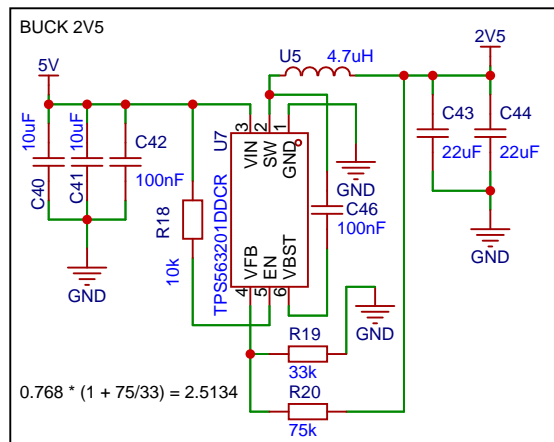 BUCK 2V5
5V
10uF
C40
10uF
C41
C42
100nF
GND
R18
10k
U7
TPS563201DDCR
3
VIN
2
SW
1
GND
VFB
4
EN
5
VBST
6
U5
4.7uH
GND
C46
100nF
2V5
C43
22uF
C44
22uF
GND
GND
R19
33k
R20
75k
0.768 * (1 + 75/33) = 2.5134